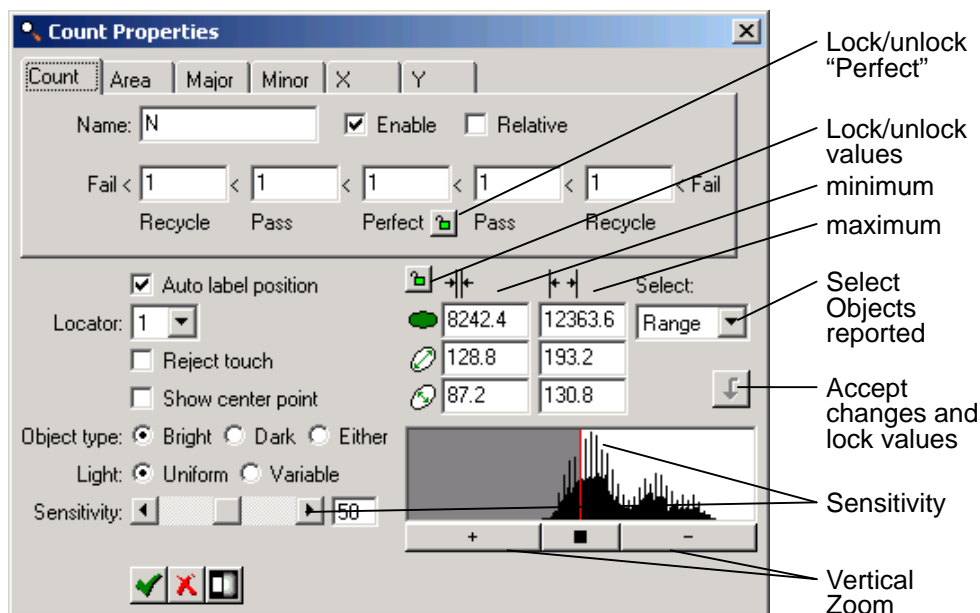 Count Properties
Count Area Major Minor X Y
Name: N Enable Relative
Fail < 1 < 1 < 1 < 1 < 1 < Fail
Recycle Pass Perfect Pass Recycle
Auto label position
Select:
Locator: 1
8242.4 12363.6 Range
Reject touch
128.8 193.2
Show center point
87.2 130.8
Object type: Bright Dark Either
Light: Uniform Variable
Sensitivity: 50
+ -
Lock/unlock
“Perfect”
Lock/unlock
values
minimum
maximum
Select
Objects
reported
Accept
changes and
lock values
Sensitivity
Vertical
Zoom